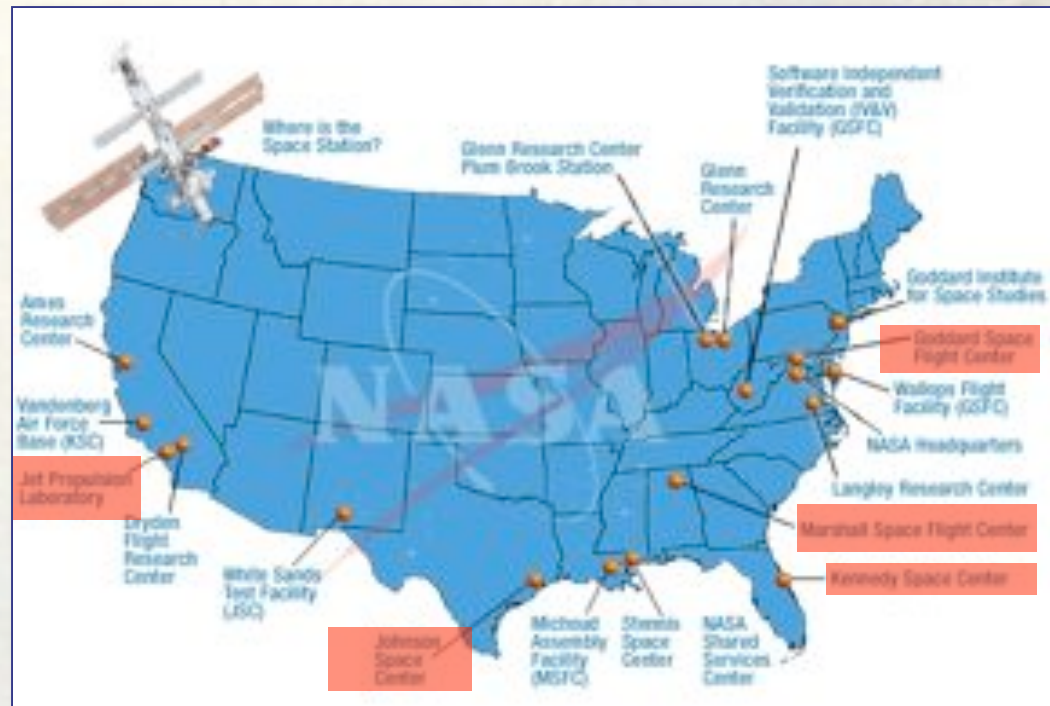 Software Independent
Verification and
Validation (IV&V)
Facility (GSFC)
Where is the
Space Station?
Glenn Research Center
Plum Brook Station
Glenn
Research
Center
Goddard Institute
for Space Studies
Ames
Research
Center
Goddard Space
Flight Center
NASA
Wallops Flight
Facility (GSFC)
Vandenberg
Air Force
Base (KSC)
NASA Headquarters
Jet Propulsion
Laboratory
Langley Research Center
Dryden
Flight
Research
Center
Marshall Space Flight Center
White Sands
Test Facility
(JSC)
Kennedy Space Center
Johnson
Space
Center
Michoud
Assembly
Facility
(MSFC)
Stennis
Space
Center
NASA
Shared
Services
Center